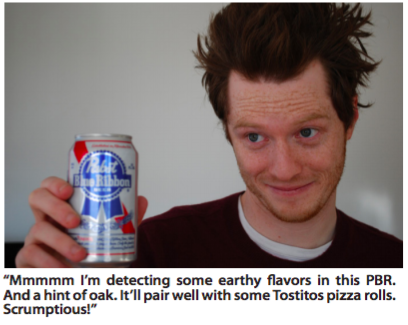 Pabst
Blue Ribbon
“Mmmmm I’m detecting some earthy flavors in this PBR.
And a hint of oak. It’ll pair well with some Tostitos pizza rolls.
Scrumptious!”